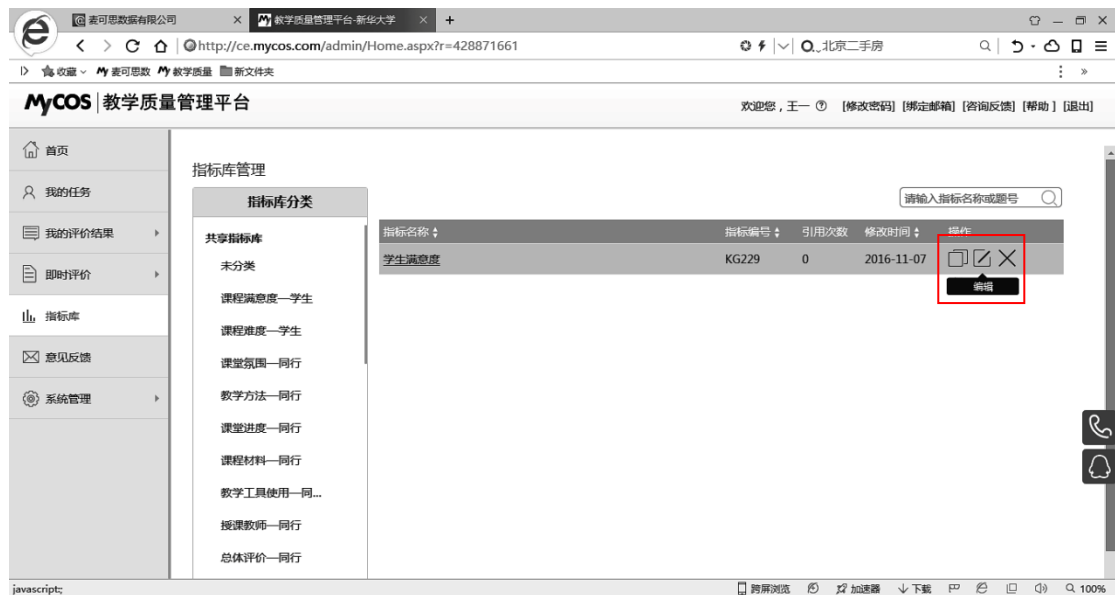 麦可思数据有限公司
教学质量管理平台-新华大学
http://ce.mycos.com/admin/Home.aspx?r=428871661
北京二手房
收藏 麦可思数 教学质量 新文件夹
MyCOS 教学质量管理平台
欢迎您，王一 [修改密码] [绑定邮箱] [咨询反馈] [帮助 ] [退出]
首页
我的任务
我的评价结果
即时评价
指标库
意见反馈
系统管理
指标库管理
指标库分类
请输入指标名称或题号
共享指标库
未分类
课程满意度—学生
课程难度—学生
课堂氛围—同行
教学方法—同行
课堂进度—同行
课程材料—同行
教学工具使用—同...
授课教师—同行
总体评价—同行
指标名称 指标编号 引用次数 修改时间 操作
学生满意度 KG229 0 2016-11-07
编辑
javascript:;
跨屏浏览 加速器 下载 100%